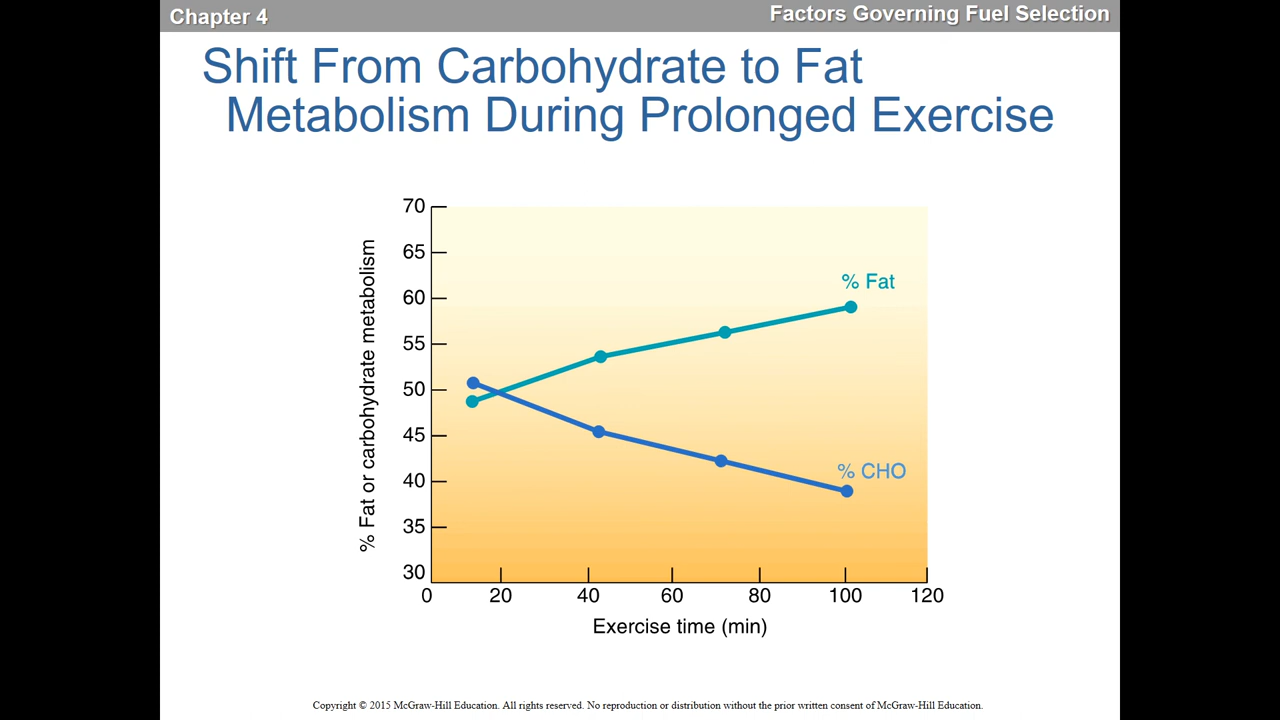 Chapter 4
Factors Governing Fuel Selection
Shift From Carbohydrate to Fat
Metabolism During Prolonged Exercise
% Fat or carbohydrate metabolism
70
65
60
55
50
45
40
35
30
% Fat
% CHO
0 20 40 60 80 100 120
Exercise time (min)
Copyright © 2015 McGraw-Hill Education. All rights reserved. No reproduction or distribution without the prior written consent of McGraw-Hill Education.